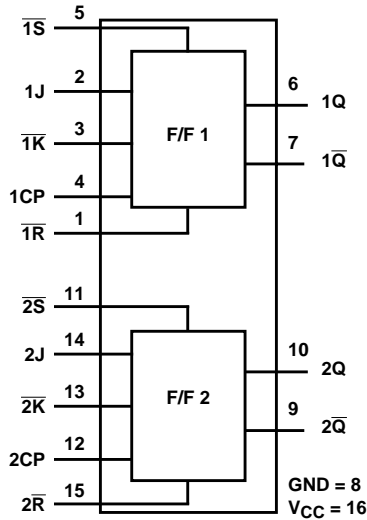 5
1S̅
2
1J
F/F 1
6
1Q
3
1K̅
7
1Q̅
4
1CP
1
1R̅
11
2S̅
14
2J
10
2Q
13
2K̅
F/F 2
9
2Q̅
12
2CP
15
2R̅
GND = 8
VCC = 16